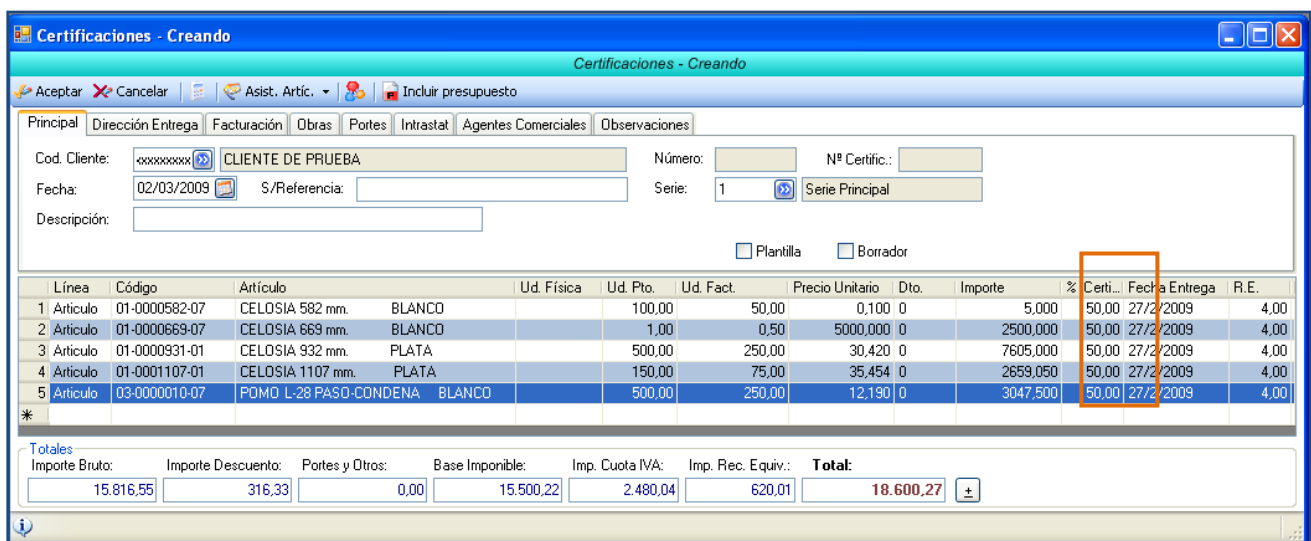 Certificaciones - Creando
Certificaciones - Creando
Aceptar Cancelar Asist. Artíc. Incluir presupuesto
Principal Dirección Entrega Facturación Obras Portes Intrastat Agentes Comerciales Observaciones
Cod. Cliente: CLIENTE DE PRUEBA Número: Nº Certific.:
Fecha: 02/03/2009 S/Referencia: Serie: 1 Serie Principal
Descripción:
Plantilla Borrador
Línea Código Artículo Ud. Física Ud. Pto. Ud. Fact. Precio Unitario Dto. Importe % Certi... Fecha Entrega R.E.
1 Articulo 01-0000582-07 CELOSIA 582 mm. BLANCO 100,00 50,00 0,100 0 5,000 50,00 27/2/2009 4,00
2 Articulo 01-0000669-07 CELOSIA 669 mm. BLANCO 1,00 0,50 5000,000 0 2500,000 50,00 27/2/2009 4,00
3 Articulo 01-0000931-01 CELOSIA 932 mm. PLATA 500,00 250,00 30,420 0 7605,000 50,00 27/2/2009 4,00
4 Articulo 01-0001107-01 CELOSIA 1107 mm. PLATA 150,00 75,00 35,454 0 2659,050 50,00 27/2/2009 4,00
5 Articulo 03-0000010-07 POMO L-28 PASO-CONDENA BLANCO 500,00 250,00 12,190 0 3047,500 50,00 27/2/2009 4,00
Totales
Importe Bruto: Importe Descuento: Portes y Otros: Base Imponible: Imp. Cuota IVA: Imp. Rec. Equiv.: Total:
15.816,55 316,33 0,00 15.500,22 2.480,04 620,01 18.600,27 ±